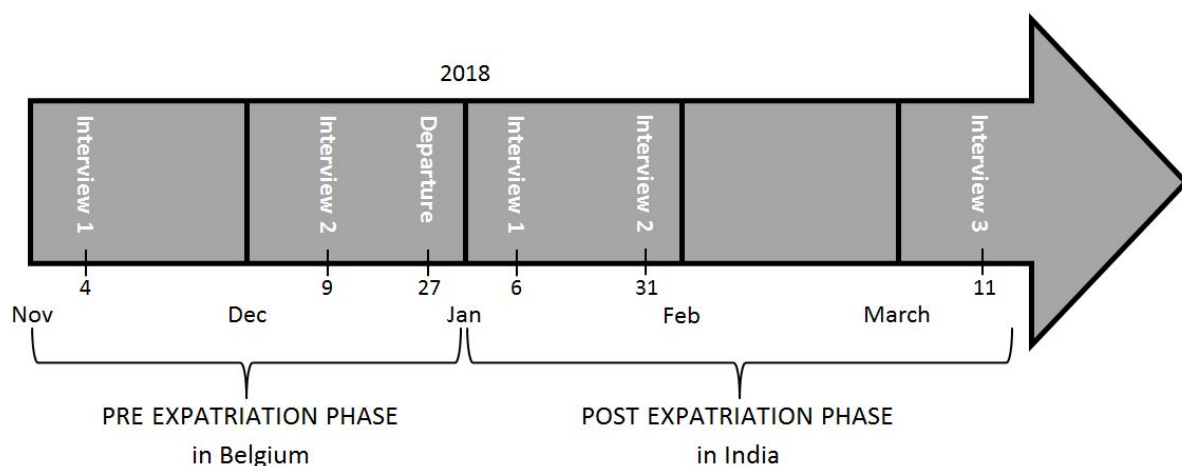 2018
Interview 1
Interview 2
Departure
Interview 1
Interview 2
Interview 3
4 9 27 6 31 11
Nov Dec Jan Feb March
PRE EXPATRIATION PHASE
in Belgium
POST EXPATRIATION PHASE
in India